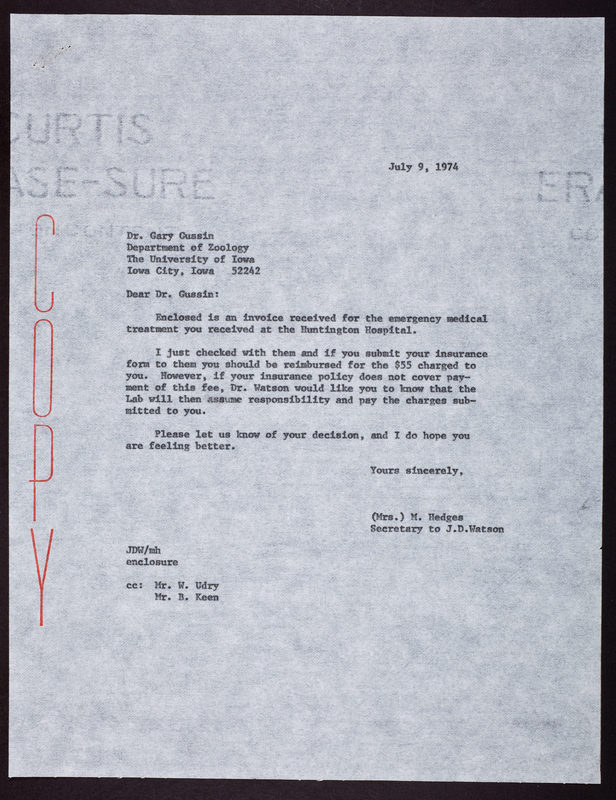 CURTIS
ASE-SURE
ERA
July 9, 1974
COPY
Dr. Gary Gussin
Department of Zoology
The University of Iowa
Iowa City, Iowa 52242
Dear Dr. Gussin:
Enclosed is an invoice received for the emergency medical
treatment you received at the Huntington Hospital.
I just checked with them and if you submit your insurance
form to them you should be reimbursed for the $55 charged to
you. However, if your insurance policy does not cover pay-
ment of this fee, Dr. Watson would like you to know that the
Lab will then assume responsibility and pay the charges sub-
mitted to you.
Please let us know of your decision, and I do hope you
are feeling better.
Yours sincerely,
(Mrs.) M. Hedges
Secretary to J.D.Watson
JDW/mh
enclosure
cc: Mr. W. Udry
Mr. B. Keen